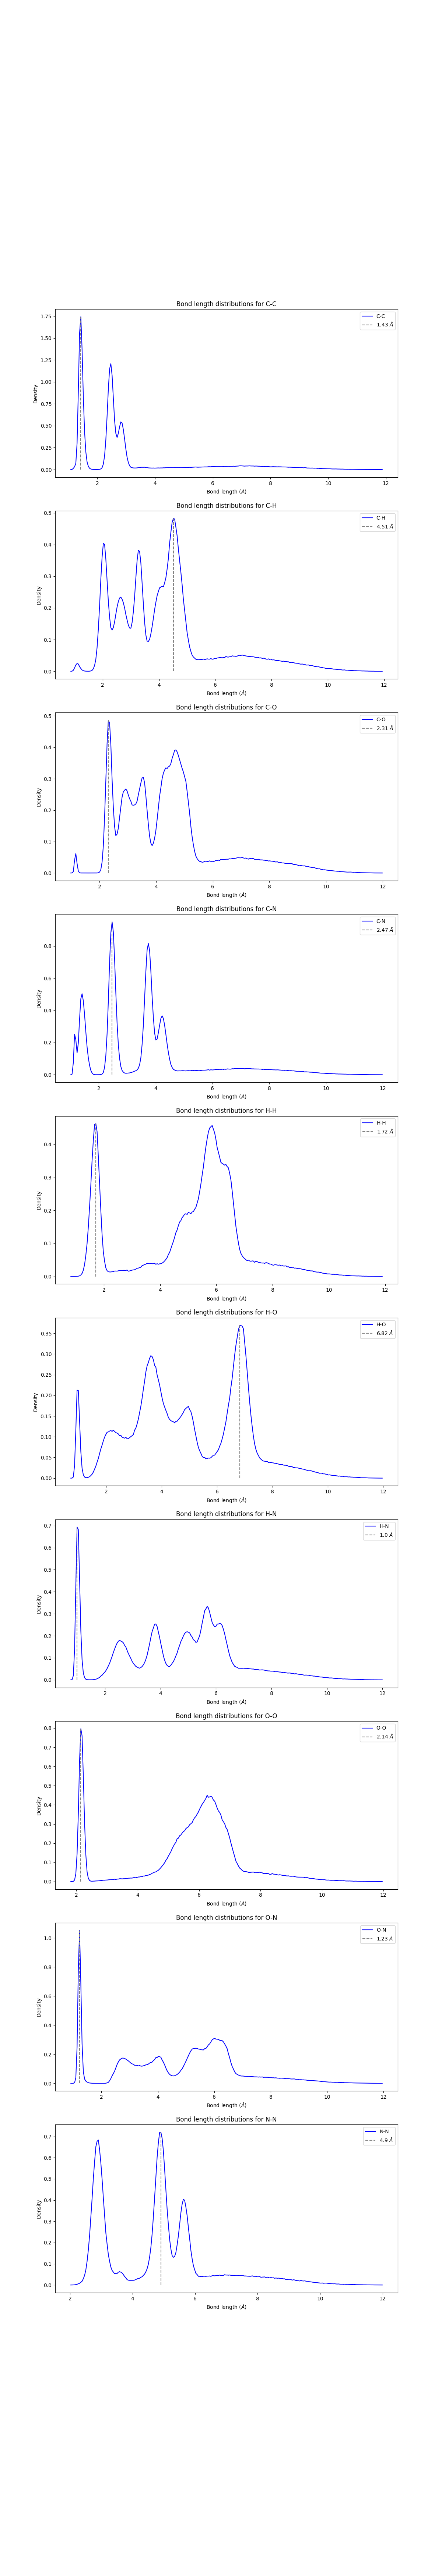 Bond length distributions for C-C
C-C
1.43 Å
1.75
1.50
1.25
1.00
0.75
0.50
0.25
0.00
Density
2 4 6 8 10 12
Bond length (Å)
Bond length distributions for C-H
C-H
4.51 Å
0.5
0.4
0.3
0.2
0.1
0.0
Density
2 4 6 8 10 12
Bond length (Å)
Bond length distributions for C-O
C-O
2.31 Å
0.5
0.4
0.3
0.2
0.1
0.0
Density
2 4 6 8 10 12
Bond length (Å)
Bond length distributions for C-N
C-N
2.47 Å
0.8
0.6
0.4
0.2
0.0
Density
2 4 6 8 10 12
Bond length (Å)
Bond length distributions for H-H
H-H
1.72 Å
0.4
0.3
0.2
0.1
0.0
Density
2 4 6 8 10 12
Bond length (Å)
Bond length distributions for H-O
H-O
6.82 Å
0.35
0.30
0.25
0.20
0.15
0.10
0.05
0.00
Density
2 4 6 8 10 12
Bond length (Å)
Bond length distributions for H-N
H-N
1.0 Å
0.7
0.6
0.5
0.4
0.3
0.2
0.1
0.0
Density
2 4 6 8 10 12
Bond length (Å)
Bond length distributions for O-O
O-O
2.14 Å
0.8
0.7
0.6
0.5
0.4
0.3
0.2
0.1
0.0
Density
2 4 6 8 10 12
Bond length (Å)
Bond length distributions for O-N
O-N
1.23 Å
1.0
0.8
0.6
0.4
0.2
0.0
Density
2 4 6 8 10 12
Bond length (Å)
Bond length distributions for N-N
N-N
4.9 Å
0.7
0.6
0.5
0.4
0.3
0.2
0.1
0.0
Density
2 4 6 8 10 12
Bond length (Å)